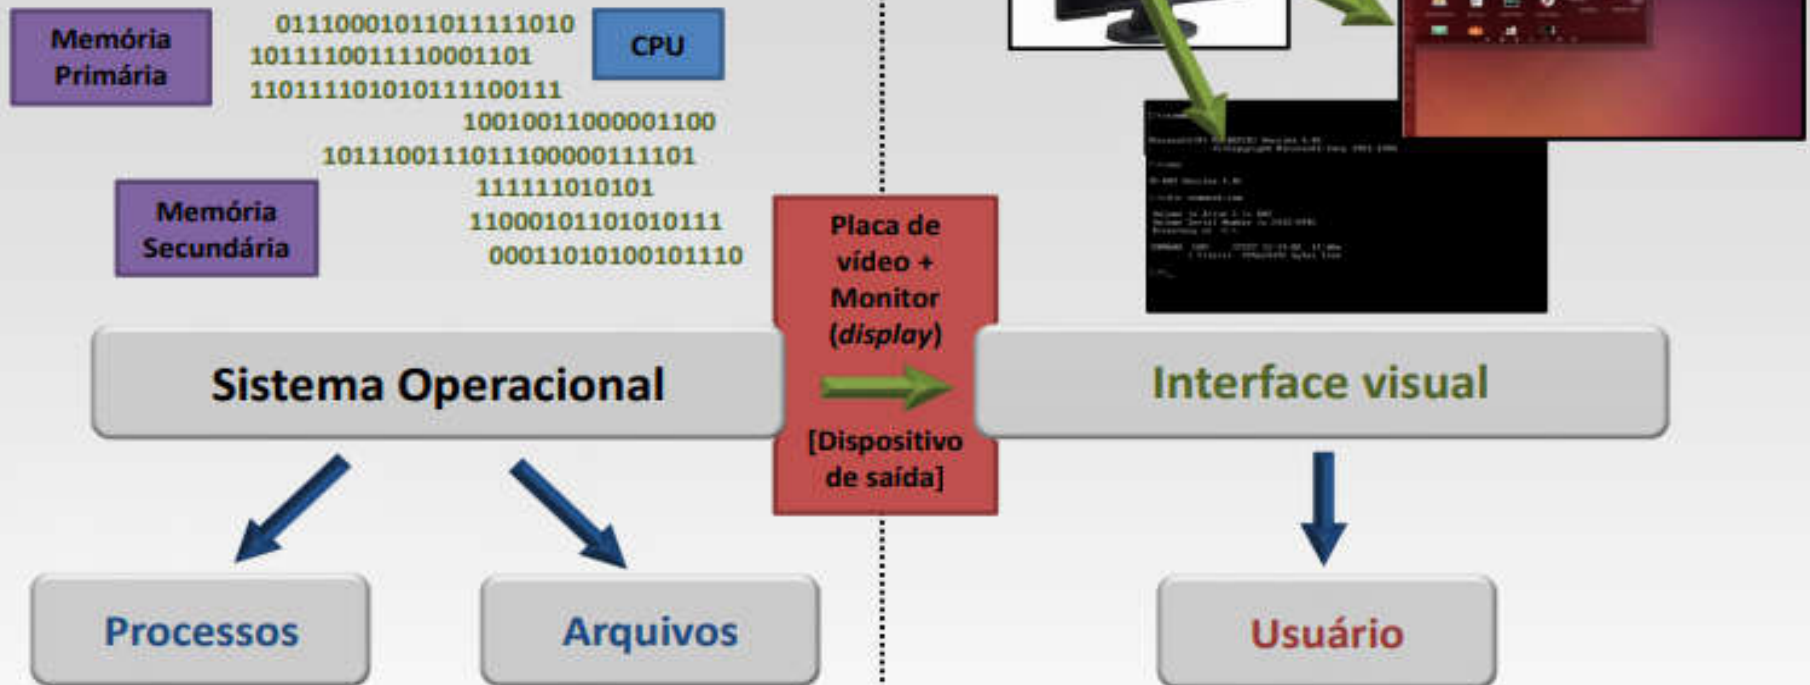 Memória
Primária
01110001011011111010
10111100111110001101
110111101010111100111
CPU
10010011000001100
1011100111011100000111101
111111010101
11000101101010111
00011010100101110
Memória
Secundária
Placa de
vídeo +
Monitor
(display)
[Dispositivo
de saída]
Sistema Operacional
Interface visual
Processos
Arquivos
Usuário